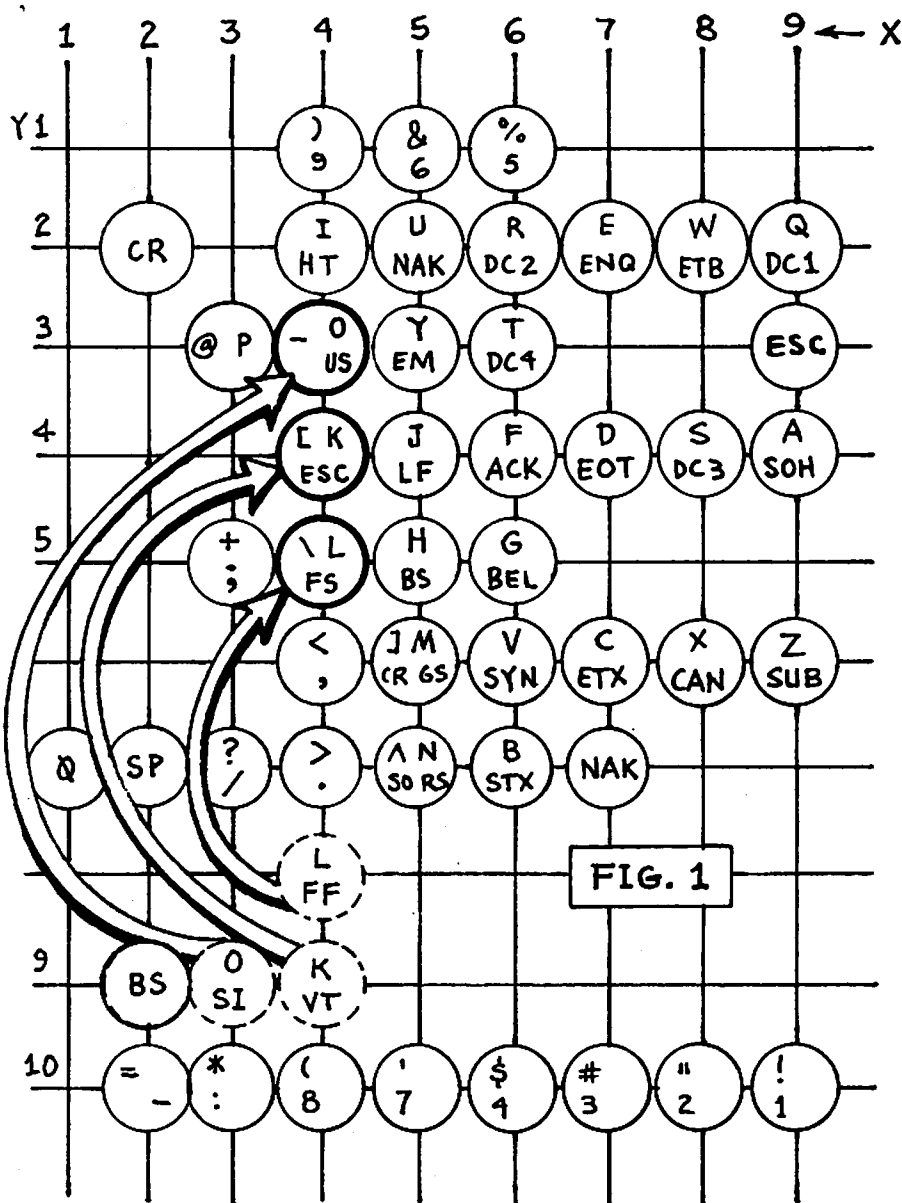 1 2 3 4 5 6 7 8 9 ← X
Y1
) & %
9 6 5
2
CR
I U R E W Q
HT NAK DC2 ENQ ETB DC1
3
@ P
- O Y T
US EM DC4
ESC
4
[ K J F D S A
ESC LF ACK EOT DC3 SOH
5
+ \ L H G
; FS BS BEL
< ] M V C X Z
, CR GS SYN ETX CAN SUB
Ø SP
? > ∧ N B
/ . SO RS STX
NAK
L
FF
FIG. 1
9
BS
O K
SI VT
10
= * ( ' $ # " !
- : 8 7 4 3 2 1